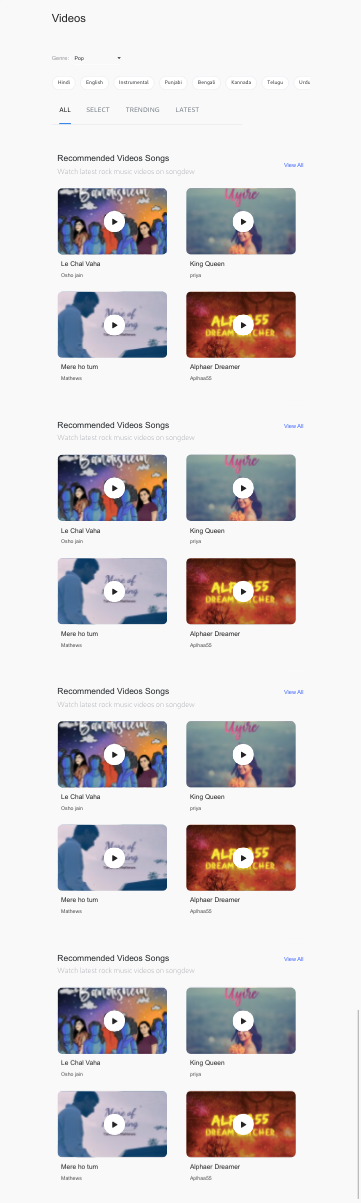 Videos
Genre: Pop
Hindi English Instrumental Punjabi Bengali Kannada Telugu Urdu
ALL SELECT TRENDING LATEST
Recommended Videos Songs
View All
Watch latest rock music videos on songdew
Le Chal Vaha King Queen
Osho jain priya
Mere ho tum Alphaer Dreamer
Mathews Aplhas55
Recommended Videos Songs
View All
Watch latest rock music videos on songdew
Le Chal Vaha King Queen
Osho jain priya
Mere ho tum Alphaer Dreamer
Mathews Aplhas55
Recommended Videos Songs
View All
Watch latest rock music videos on songdew
Le Chal Vaha King Queen
Osho jain priya
Mere ho tum Alphaer Dreamer
Mathews Aplhas55
Recommended Videos Songs
View All
Watch latest rock music videos on songdew
Le Chal Vaha King Queen
Osho jain priya
Mere ho tum Alphaer Dreamer
Mathews Aplhas55